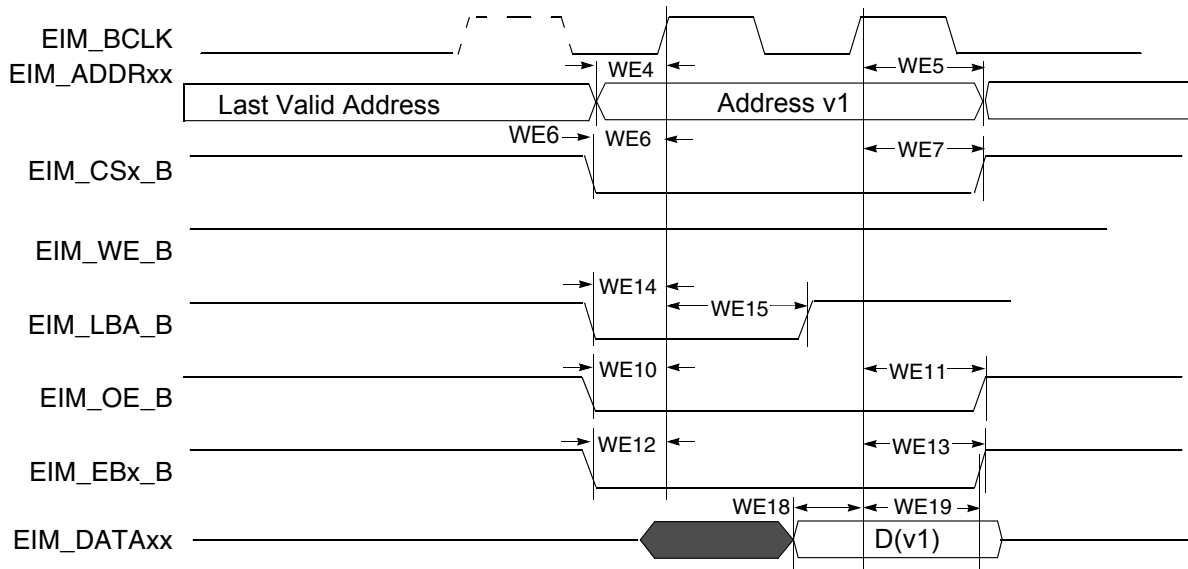 EIM_BCLK
EIM_ADDRxx
WE4
WE5
Last Valid Address
Address v1
WE6
WE6
WE7
EIM_CSx_B
EIM_WE_B
WE14
WE15
EIM_LBA_B
WE10
WE11
EIM_OE_B
WE12
WE13
EIM_EBx_B
WE18
WE19
EIM_DATAxx
D(v1)